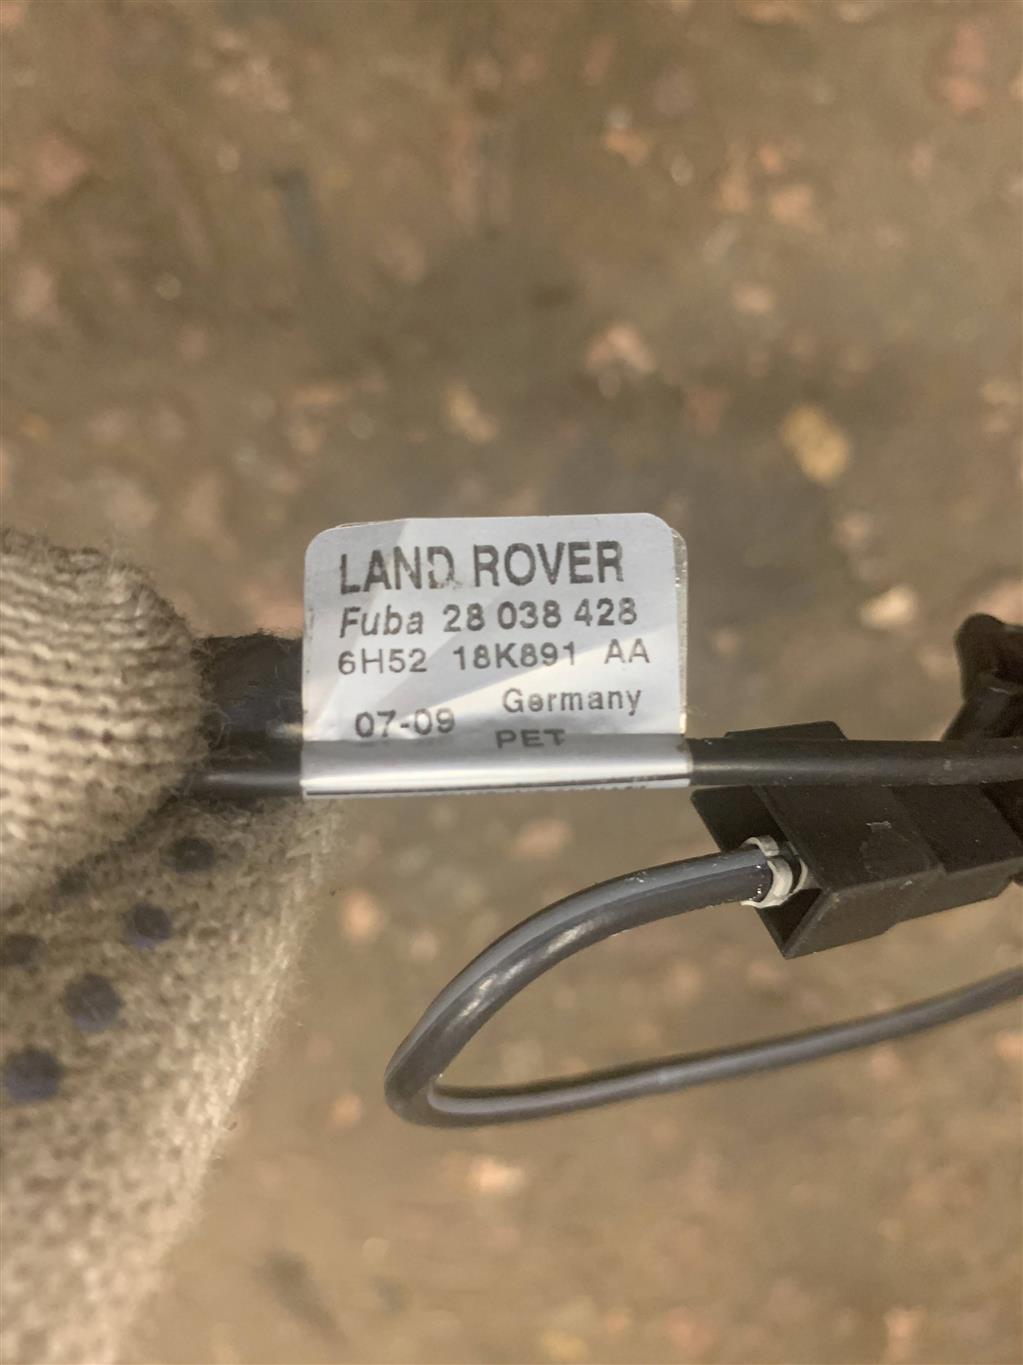 LAND ROVER
Fuba 28 038 428
6H52 18K891 AA
Germany
07-09
PET